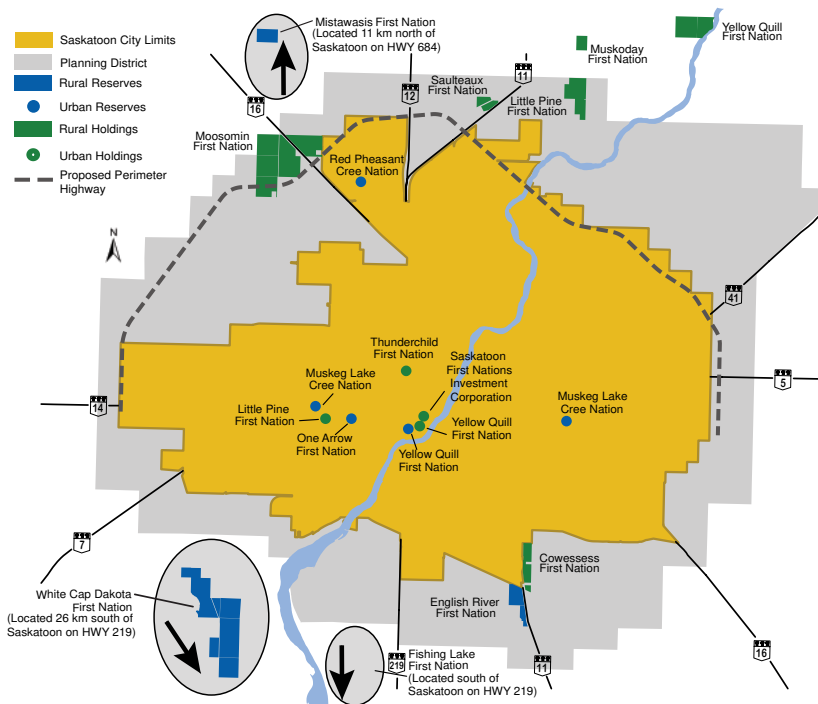 Mistawasis First Nation
(Located 11 km north of
Saskatoon on HWY 684)
Yellow Quill
First Nation
Saskatoon City Limits
Planning District
Rural Reserves
Urban Reserves
Rural Holdings
Urban Holdings
Proposed Perimeter
Highway
Muskoday
First Nation
Saulteaux
First Nation
Little Pine
First Nation
11
12
16
Moosomin
First Nation
Red Pheasant
Cree Nation
N
41
5
14
Thunderchild
First Nation
Saskatoon
First Nations
Investment
Corporation
Muskeg Lake
Cree Nation
Muskeg Lake
Cree Nation
Little Pine
First Nation
One Arrow
First Nation
Yellow Quill
First Nation
Yellow Quill
First Nation
7
Cowessess
First Nation
English River
First Nation
White Cap Dakota
First Nation
(Located 26 km south of
Saskatoon on HWY 219)
Fishing Lake
First Nation
(Located south of
Saskatoon on HWY 219)
219
11
16